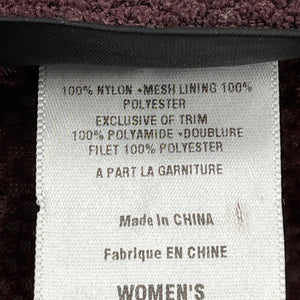 100% NYLON •MESH LINING 100%
POLYESTER
EXCLUSIVE OF TRIM
100% POLYAMIDE •DOUBLURE
FILET 100% POLYESTER
A PART LA GARNITURE
Made in CHINA
Fabrique EN CHINE
WOMEN'S